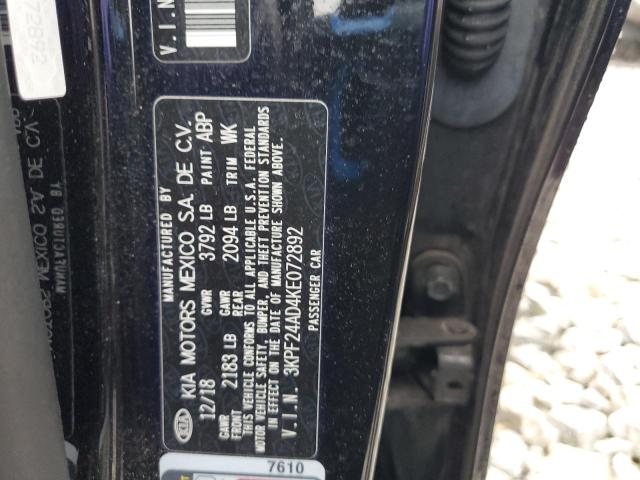 V.I.N.
72892
MANUFACTURED BY
KIA MOTORS MEXICO S.A. DE C.V.
12/18 GVWR 3792 LB PAINT ABP
GAWR FRONT 2183 LB GAWR REAR 2094 LB TRIM WK
THIS VEHICLE CONFORMS TO ALL APPLICABLE U.S.A. FEDERAL
MOTOR VEHICLE SAFETY, BUMPER, AND THEFT PREVENTION STANDARDS
IN EFFECT ON THE DATE OF MANUFACTURE SHOWN ABOVE.
V.I.N. 3KPF24AD4KE072892
PASSENGER CAR
KIA
7610